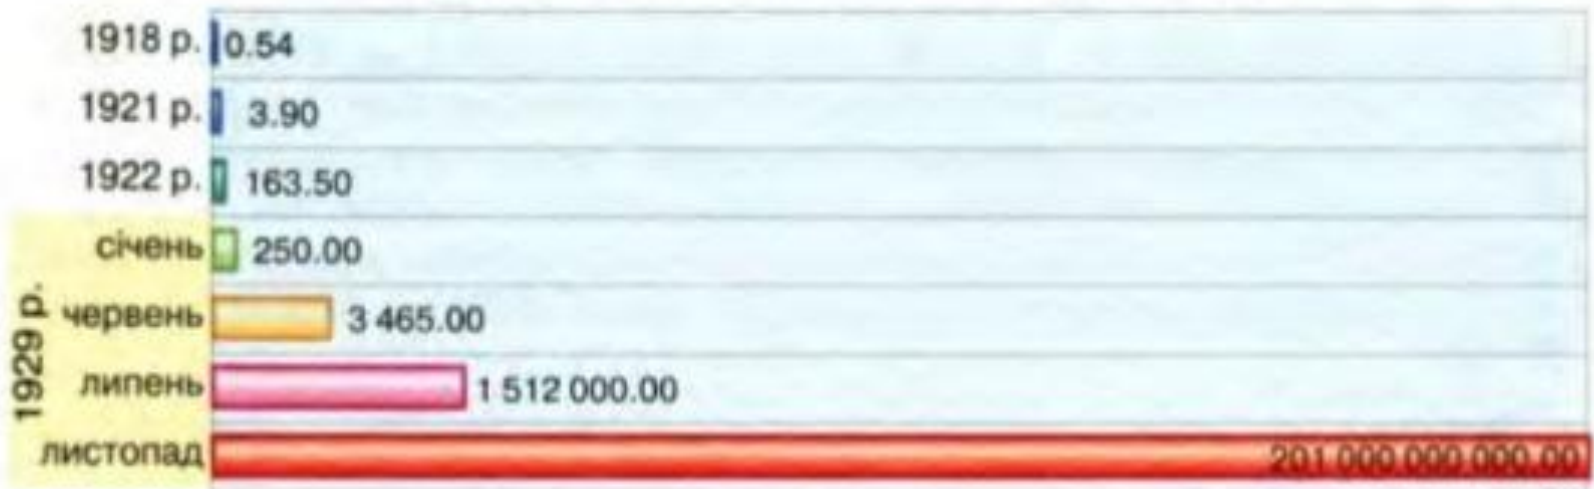 1918 р. 0.54
1921 р. 3.90
1922 р. 163.50
1929 р.
січень 250.00
червень 3 465.00
липень 1 512 000.00
листопад 201 000 000 000.00